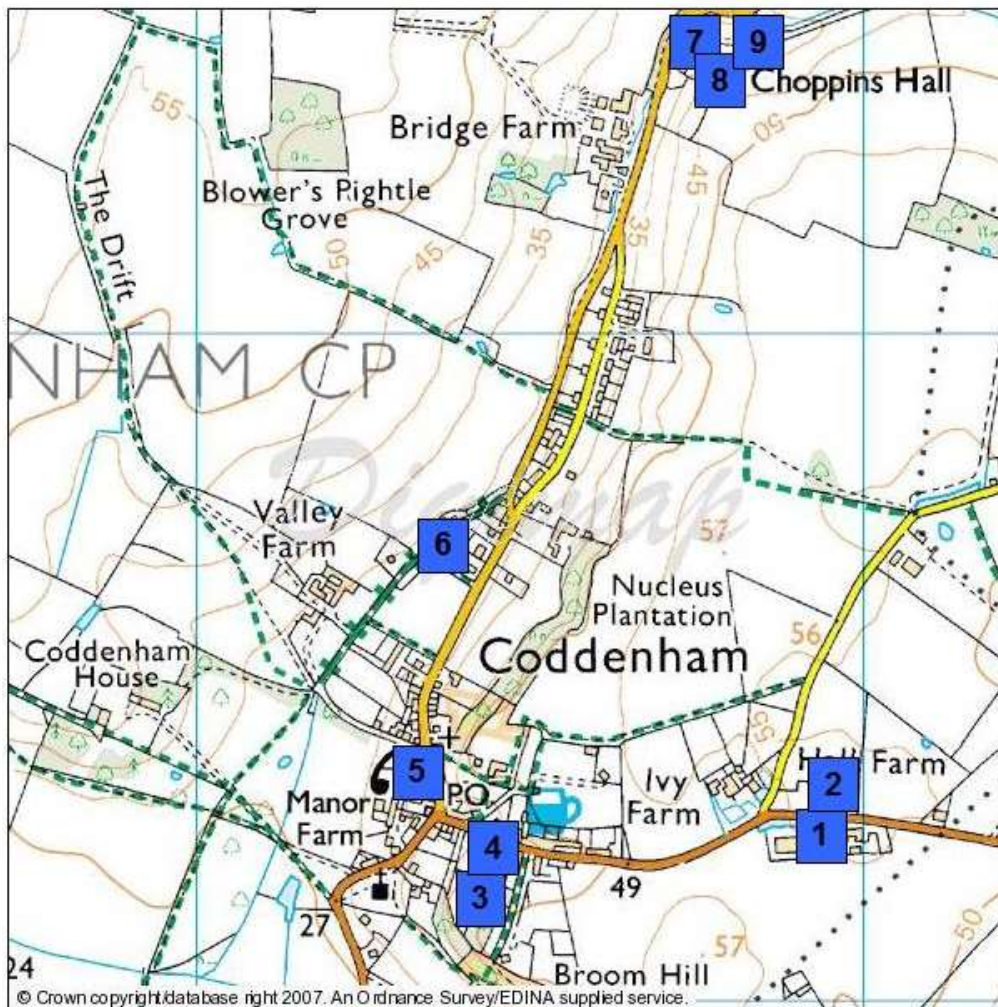 7
9
8
Choppins Hall
50
55
Bridge Farm
45
Blower's Pightle
Grove
The Drift
50
45
35
35
NHAM CP
Digimap
Valley
Farm
6
57
Nucleus
Plantation
56
Coddenham
Coddenham
House
55
5
PO
Manor
Farm
Ivy
Farm
Farm
2
1
4
3
49
27
57
50
24
Broom Hill
© Crown copyright/database right 2007. An Ordnance Survey/EDINA supplied service.